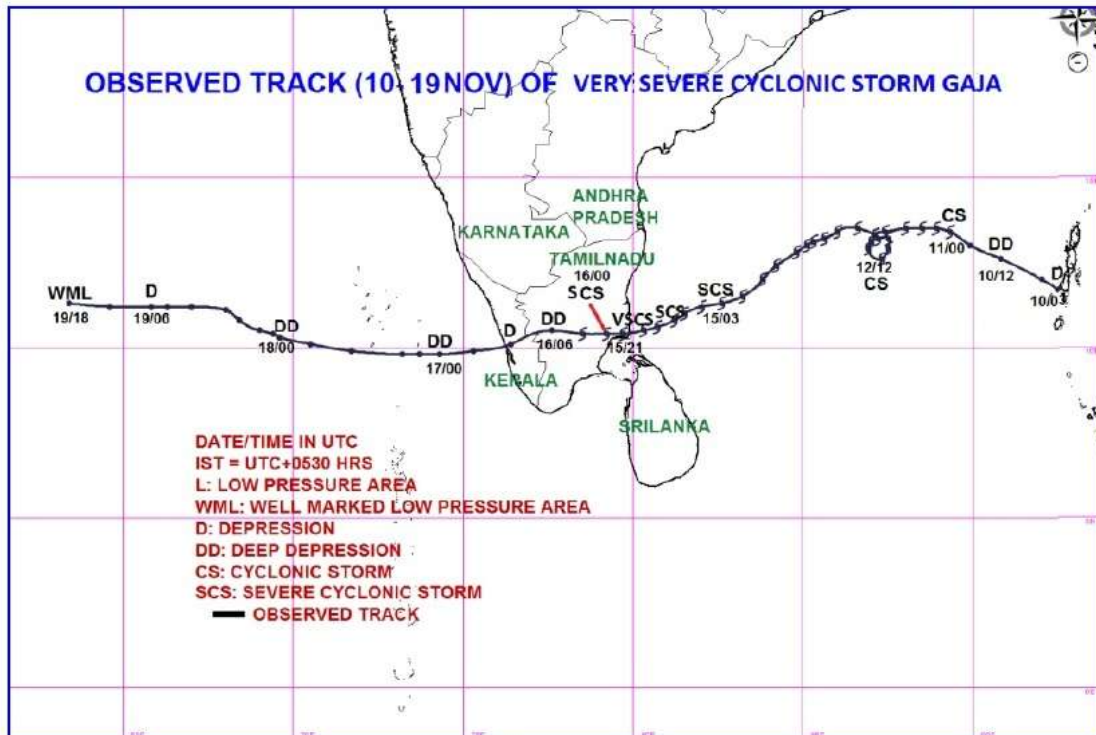 OBSERVED TRACK (10-19 NOV) OF VERY SEVERE CYCLONIC STORM GAJA
ANDHRA
PRADESH
KARNATAKA
TAMILNADU
KERALA
SRILANKA
WML
19/18
D
19/06
DD
18/00
DD
17/00
D
DD
16/06
16/00
SCS
VSCS
15/21
SCS
SCS
15/03
12/12
CS
CS
11/00
DD
10/12
D
10/03
DATE/TIME IN UTC
IST = UTC+0530 HRS
L: LOW PRESSURE AREA
WML: WELL MARKED LOW PRESSURE AREA
D: DEPRESSION
DD: DEEP DEPRESSION
CS: CYCLONIC STORM
SCS: SEVERE CYCLONIC STORM
OBSERVED TRACK